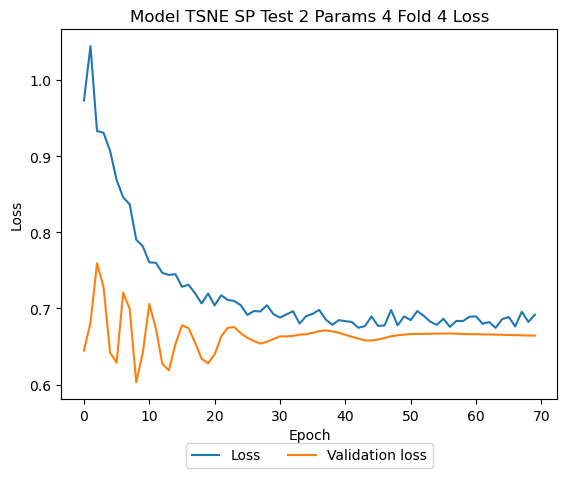 Model TSNE SP Test 2 Params 4 Fold 4 Loss
Loss
1.0
0.9
0.8
0.7
0.6
0 10 20 30 40 50 60 70
Epoch
Loss Validation loss